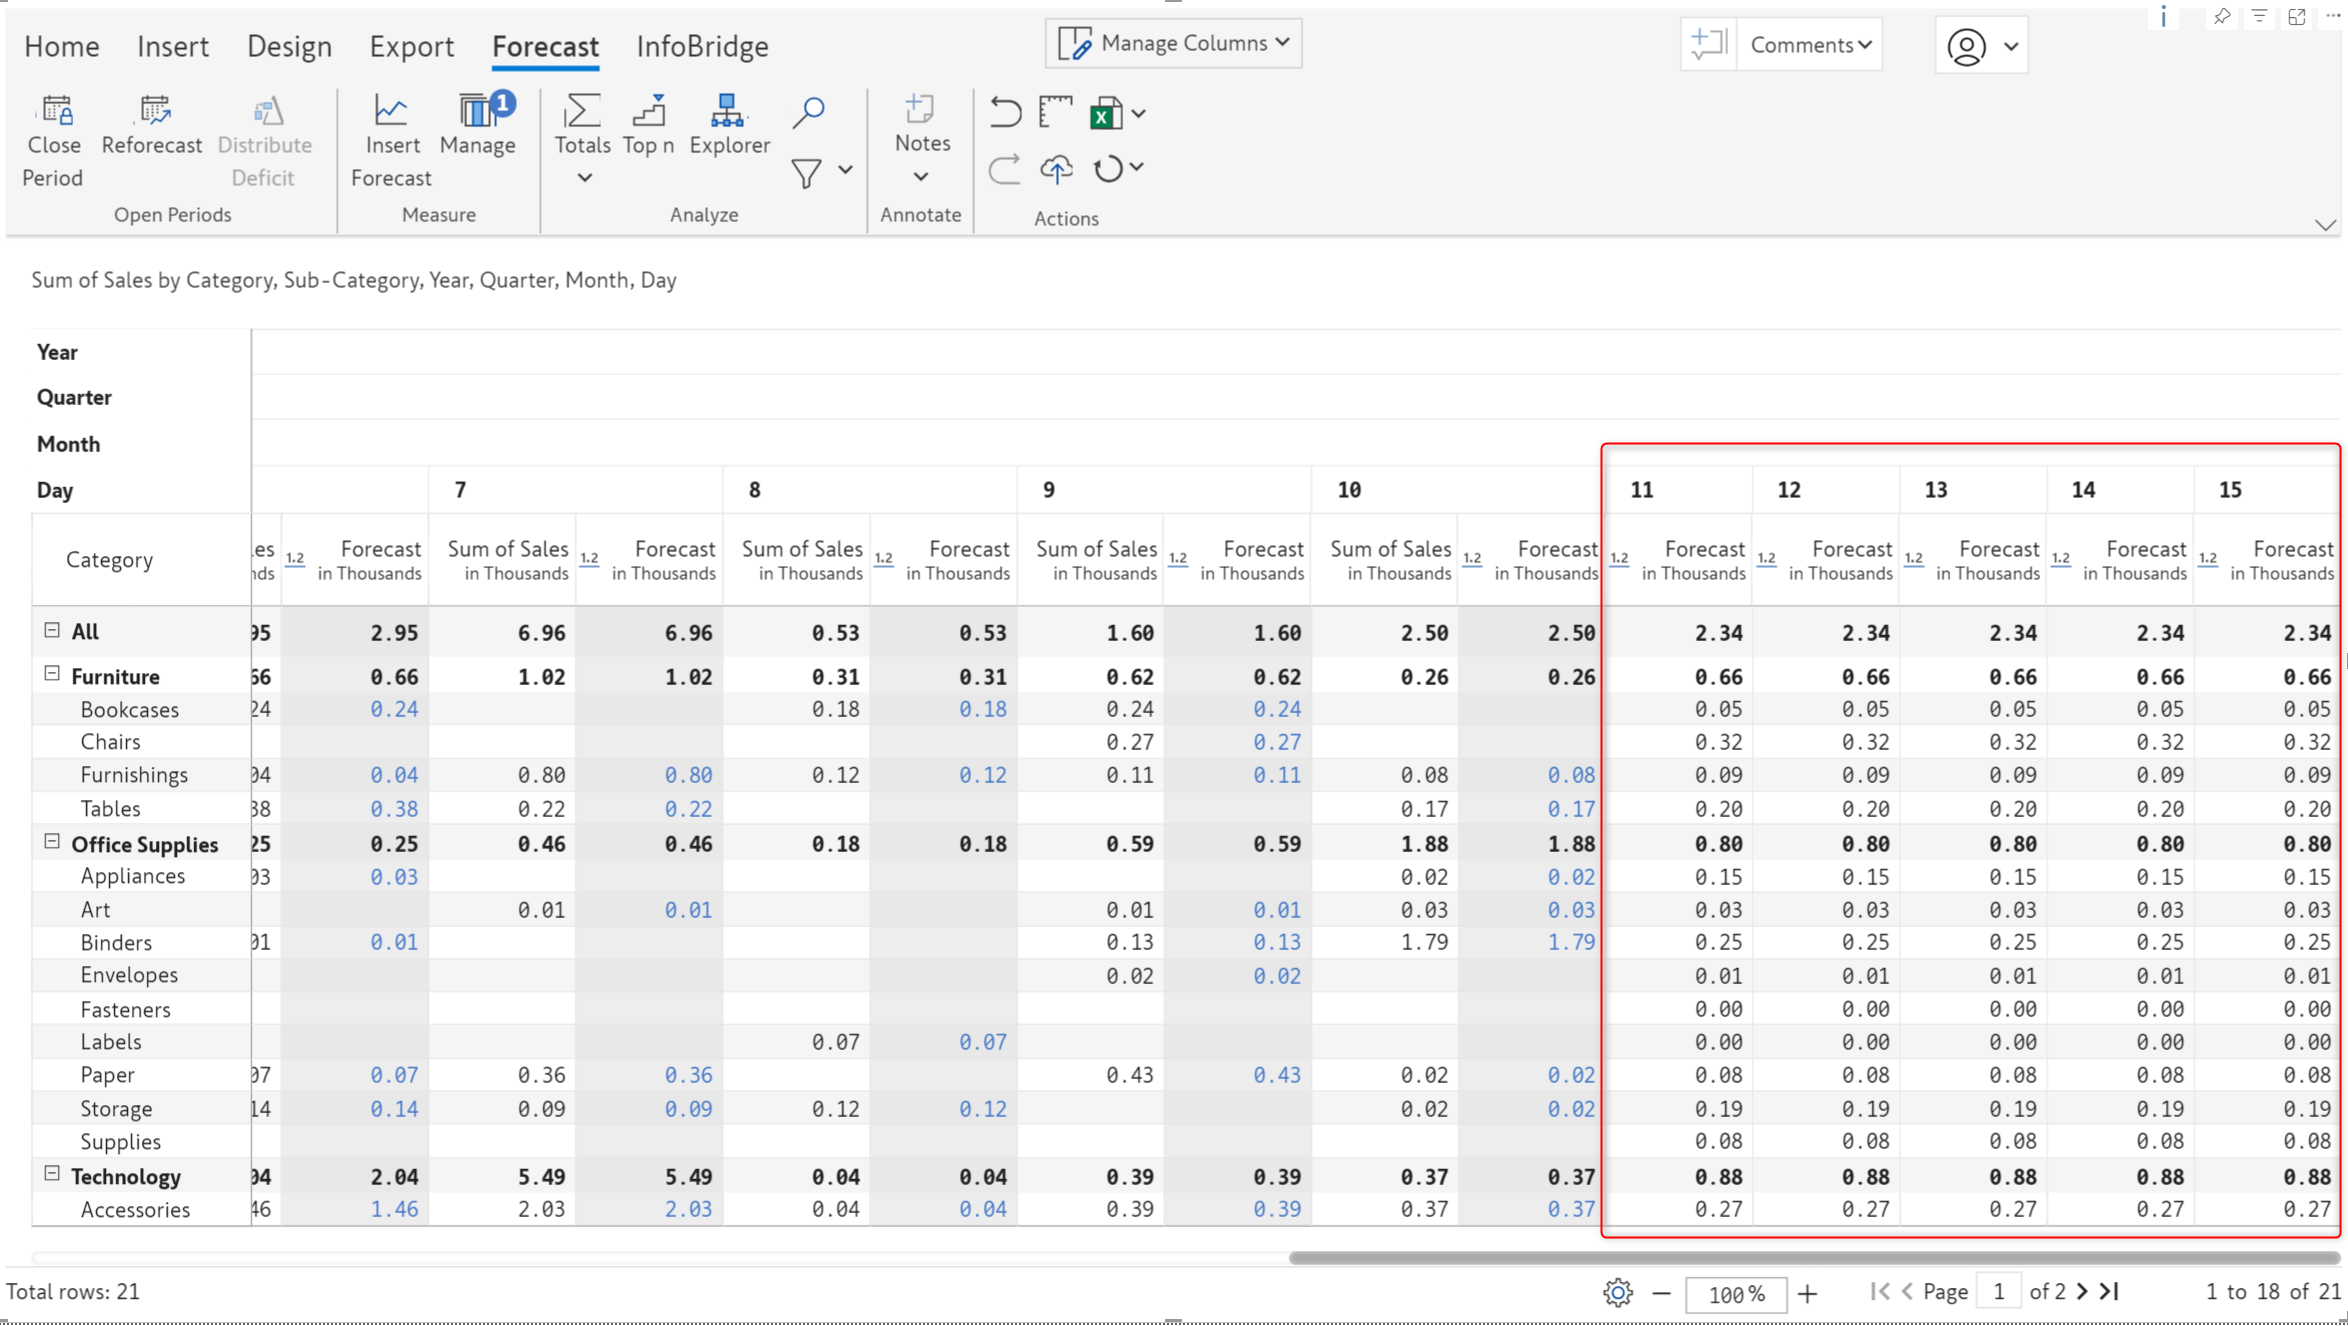 Home Insert Design Export Forecast InfoBridge Manage Columns Comments
Close Period Reforecast Distribute Deficit Insert Forecast Manage 1 Totals Top n Explorer Notes
Open Periods Measure Analyze Annotate Actions
Sum of Sales by Category, Sub-Category, Year, Quarter, Month, Day
Year
Quarter
Month
Day 7 8 9 10 11 12 13 14 15
Category es nds 1.2 Forecast in Thousands Sum of Sales in Thousands 1.2 Forecast in Thousands Sum of Sales in Thousands 1.2 Forecast in Thousands Sum of Sales in Thousands 1.2 Forecast in Thousands Sum of Sales in Thousands 1.2 Forecast in Thousands 1.2 Forecast in Thousands 1.2 Forecast in Thousands 1.2 Forecast in Thousands 1.2 Forecast in Thousands 1.2 Forecast in Thousands
All 95 2.95 6.96 6.96 0.53 0.53 1.60 1.60 2.50 2.50 2.34 2.34 2.34 2.34 2.34
Furniture 66 0.66 1.02 1.02 0.31 0.31 0.62 0.62 0.26 0.26 0.66 0.66 0.66 0.66 0.66
Bookcases 24 0.24 0.18 0.18 0.24 0.24 0.05 0.05 0.05 0.05 0.05
Chairs 0.27 0.27 0.32 0.32 0.32 0.32 0.32
Furnishings 04 0.04 0.80 0.80 0.12 0.12 0.11 0.11 0.08 0.08 0.09 0.09 0.09 0.09 0.09
Tables 38 0.38 0.22 0.22 0.17 0.17 0.20 0.20 0.20 0.20 0.20
Office Supplies 25 0.25 0.46 0.46 0.18 0.18 0.59 0.59 1.88 1.88 0.80 0.80 0.80 0.80 0.80
Appliances 03 0.03 0.02 0.02 0.15 0.15 0.15 0.15 0.15
Art 0.01 0.01 0.01 0.01 0.03 0.03 0.03 0.03 0.03 0.03 0.03
Binders 01 0.01 0.13 0.13 1.79 1.79 0.25 0.25 0.25 0.25 0.25
Envelopes 0.02 0.02 0.01 0.01 0.01 0.01 0.01
Fasteners 0.00 0.00 0.00 0.00 0.00
Labels 0.07 0.07 0.00 0.00 0.00 0.00 0.00
Paper 07 0.07 0.36 0.36 0.43 0.43 0.02 0.02 0.08 0.08 0.08 0.08 0.08
Storage 14 0.14 0.09 0.09 0.12 0.12 0.02 0.02 0.19 0.19 0.19 0.19 0.19
Supplies 0.08 0.08 0.08 0.08 0.08
Technology 04 2.04 5.49 5.49 0.04 0.04 0.39 0.39 0.37 0.37 0.88 0.88 0.88 0.88 0.88
Accessories 46 1.46 2.03 2.03 0.04 0.04 0.39 0.39 0.37 0.37 0.27 0.27 0.27 0.27 0.27
Total rows: 21 100% Page 1 of 2 1 to 18 of 21